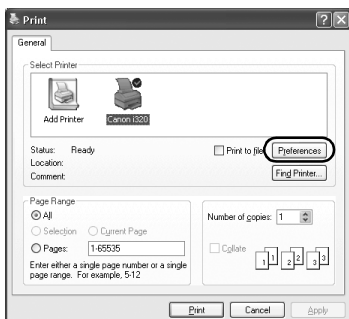 Print
General
Select Printer
Add Printer
Canon i320
Status: Ready
Location:
Comment:
Print to file
Preferences
Find Printer...
Page Range
All
Selection
Current Page
Pages: 1-65535
Enter either a single page number or a single
page range. For example, 5-12
Number of copies: 1
Collate
1 1 2 2 3 3
Print
Cancel
Apply